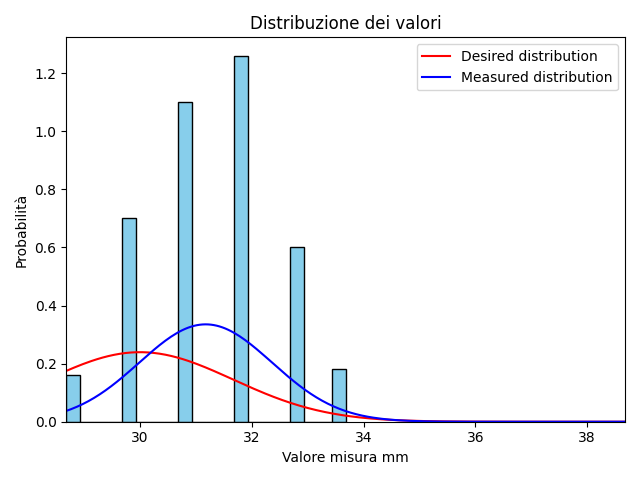 Distribuzione dei valori
Desired distribution
Measured distribution
Probabilità
1.2
1.0
0.8
0.6
0.4
0.2
0.0
30 32 34 36 38
Valore misura mm